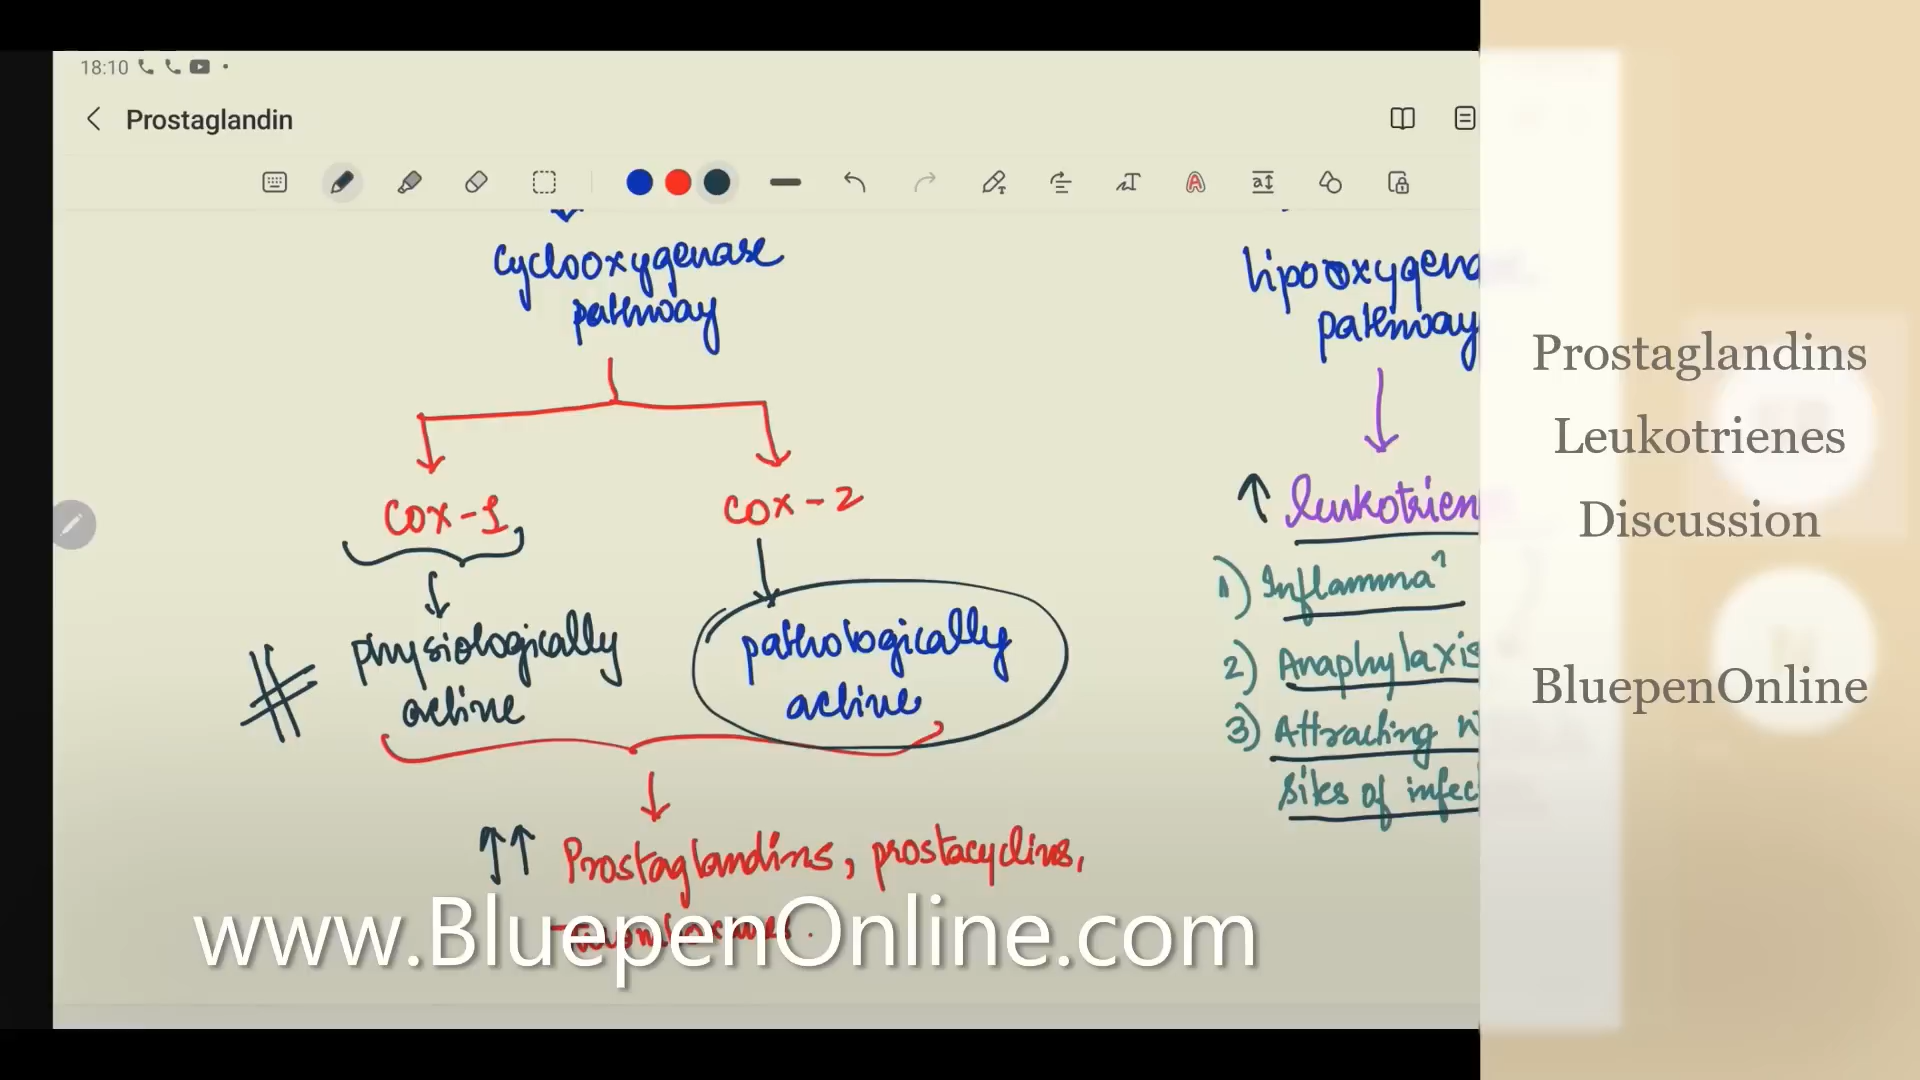 18:10
Prostaglandin
Cyclooxygenase
pathway
COX-1
COX-2
physiologically
active
pathologically
active
↑↑ Prostaglandins, prostacyclins,
lipooxygena
pathway
↑ leukotrien
1) Inflamma^n
2) Anaphylaxis
3) Attracking
sites of infec
www.BluepenOnline.com
Prostaglandins
Leukotrienes
Discussion
BluepenOnline